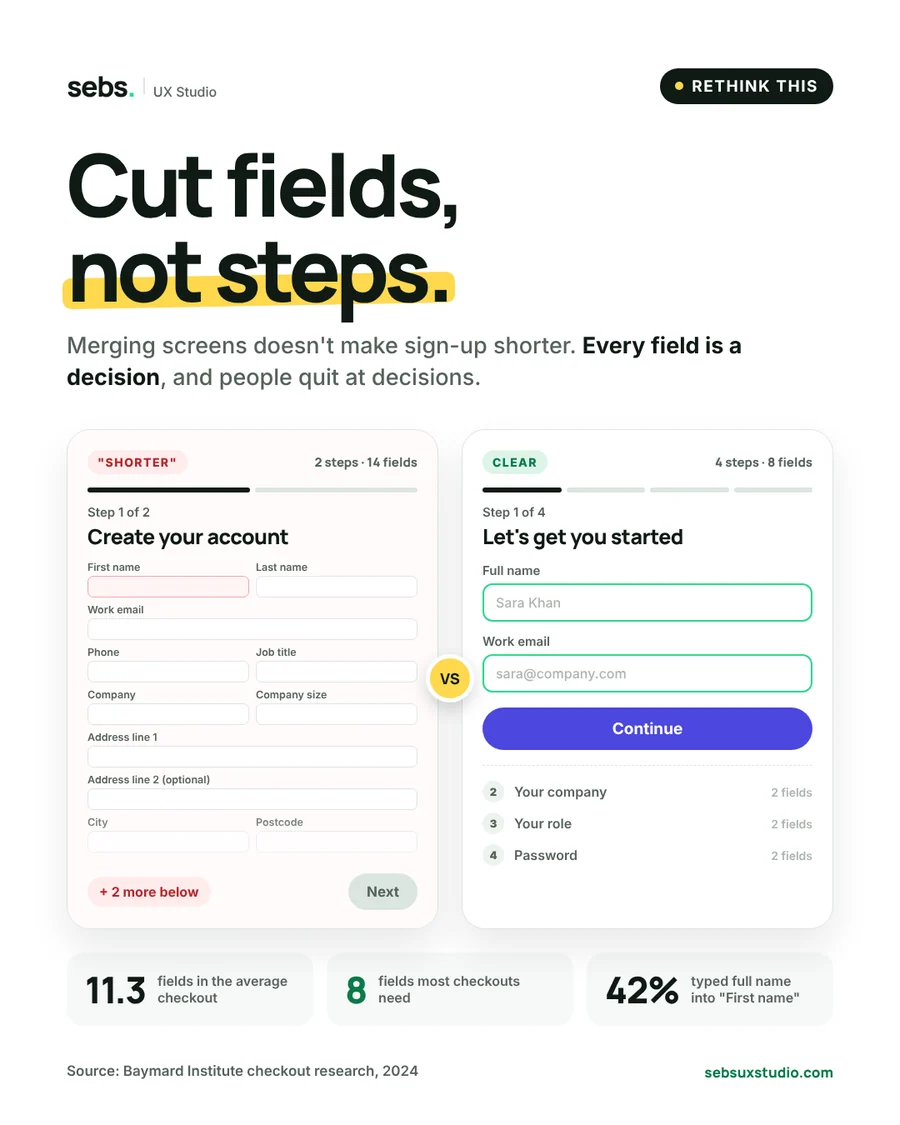 sebs. UX Studio
RETHINK THIS
Cut fields,
not steps.
Merging screens doesn't make sign-up shorter. Every field is a
decision, and people quit at decisions.
"SHORTER"
2 steps · 14 fields
Step 1 of 2
Create your account
First name
Last name
Work email
Phone
Job title
Company
Company size
Address line 1
Address line 2 (optional)
City
Postcode
+ 2 more below
Next
VS
CLEAR
4 steps · 8 fields
Step 1 of 4
Let's get you started
Full name
Sara Khan
Work email
sara@company.com
Continue
2 Your company 2 fields
3 Your role 2 fields
4 Password 2 fields
11.3 fields in the average
checkout
8 fields most checkouts
need
42% typed full name
into "First name"
Source: Baymard Institute checkout research, 2024
sebsuxstudio.com